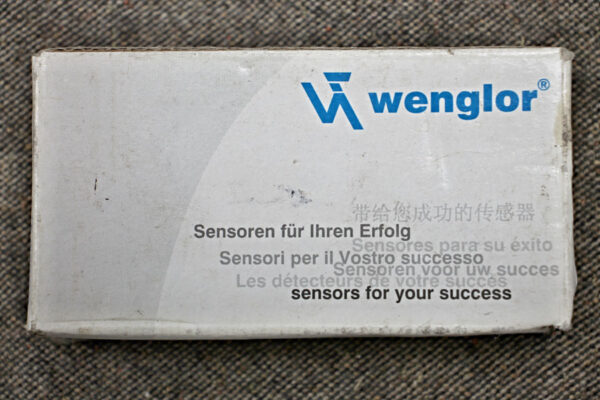 wenglor®
带给您成功的传感器
Sensoren für Ihren Erfolg
Sensores para su éxito
Sensori per il Vostro successo
Sensoren voor uw succes
Les détecteurs de votre succès
sensors for your success